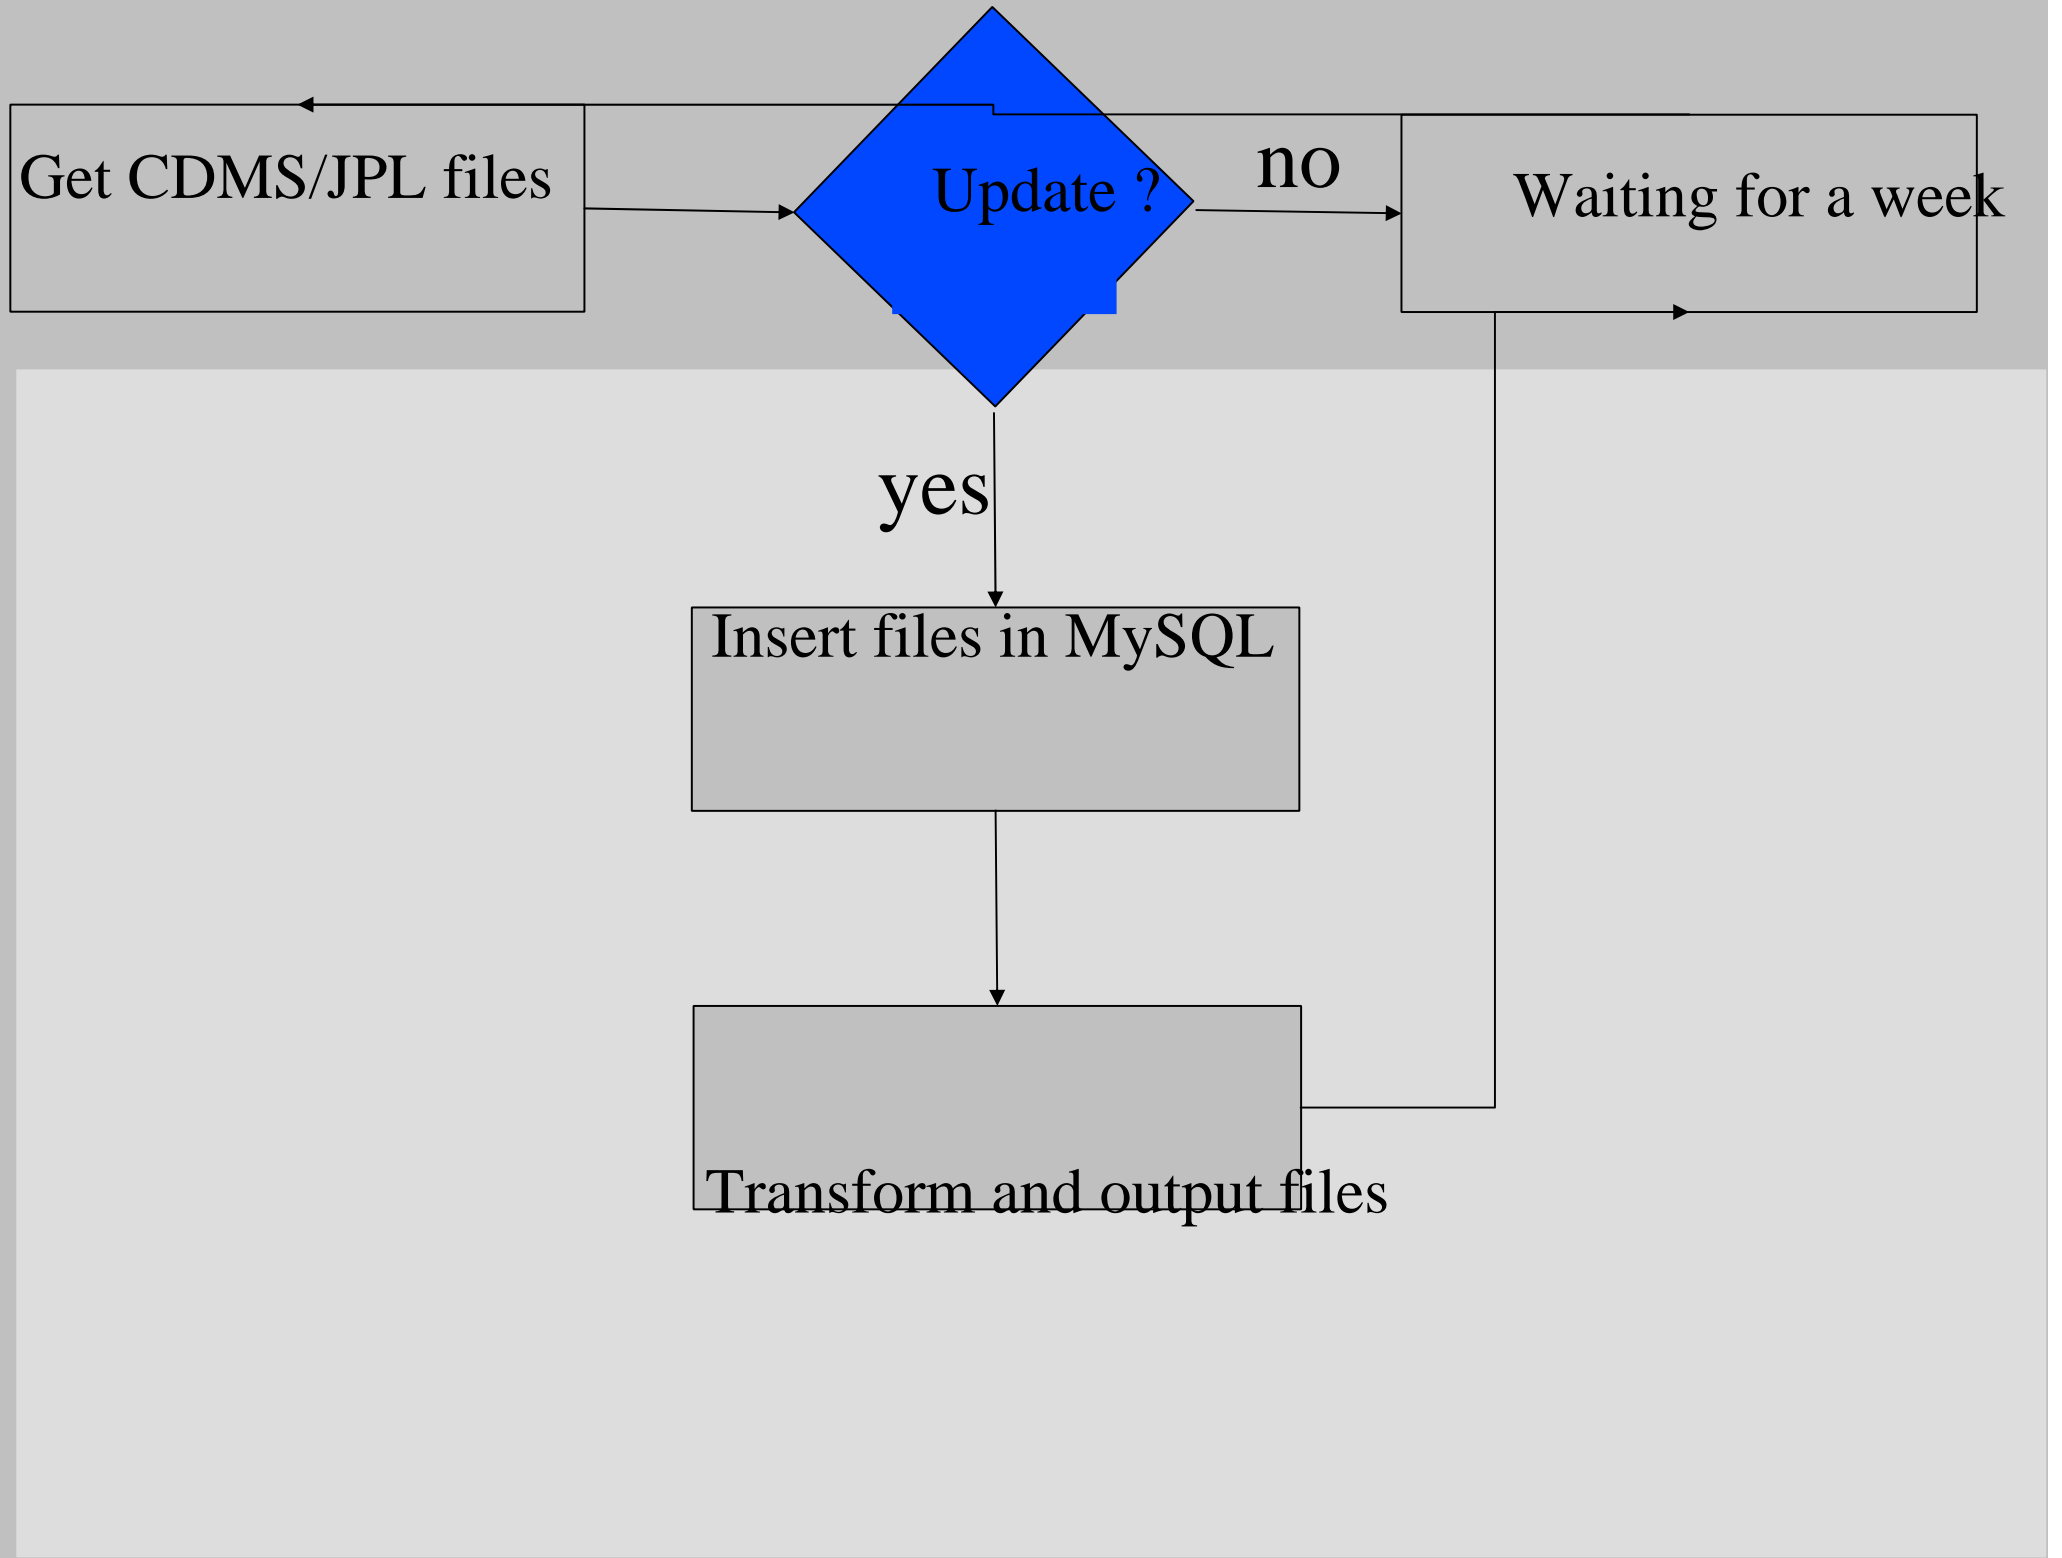 Get CDMS/JPL files
Update ?
no
Waiting for a week
yes
Insert files in MySQL
Transform and output files